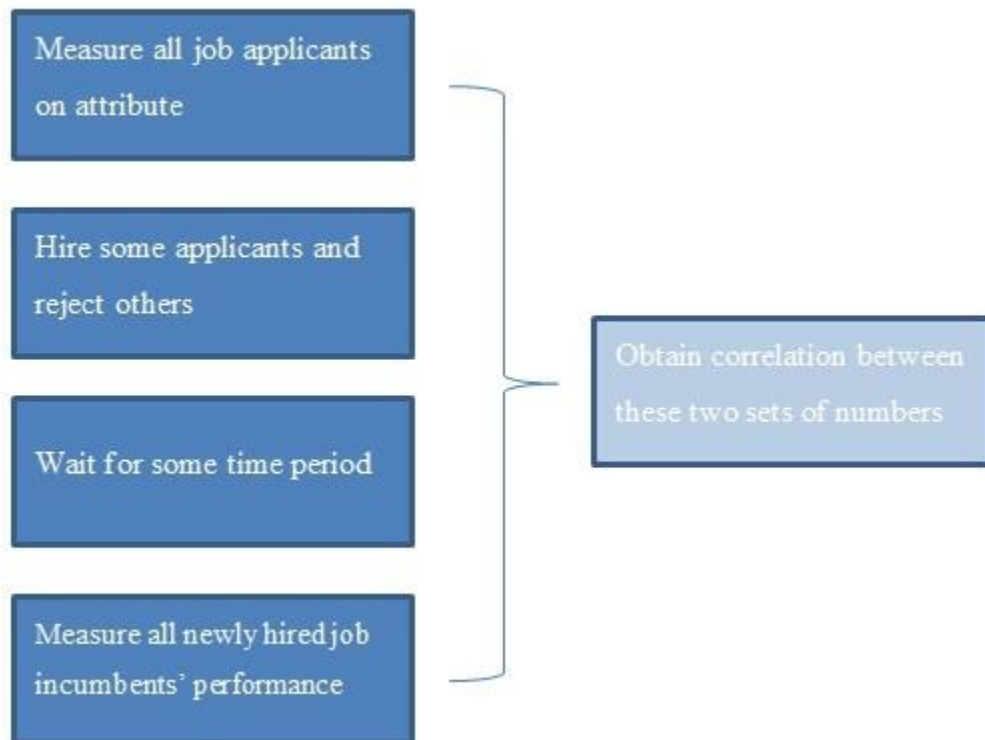 Measure all job applicants
on attribute
Hire some applicants and
reject others
Wait for some time period
Measure all newly hired job
incumbents’ performance
Obtain correlation between
these two sets of numbers